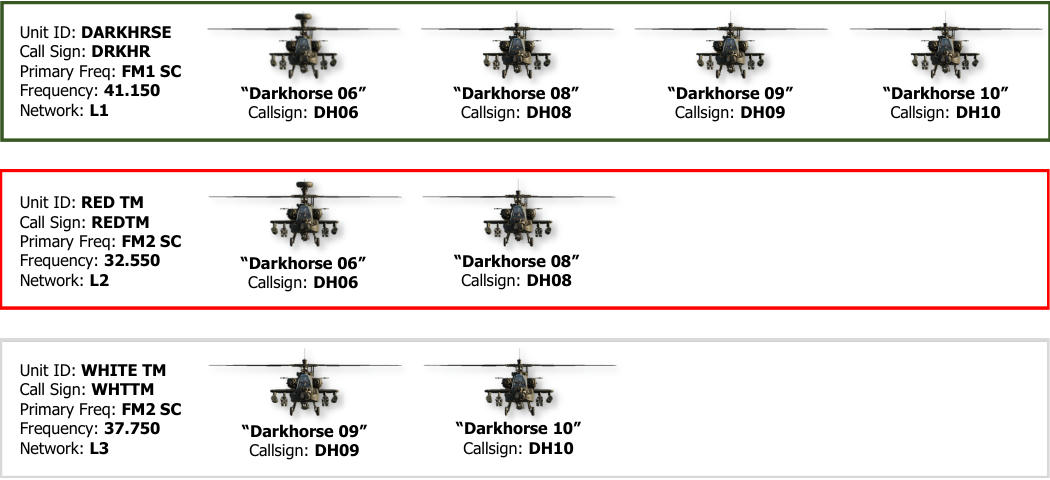 Unit ID: DARKHRSE
Call Sign: DRKHR
Primary Freq: FM1 SC
Frequency: 41.150
Network: L1
“Darkhorse 06”
Callsign: DH06
“Darkhorse 08”
Callsign: DH08
“Darkhorse 09”
Callsign: DH09
“Darkhorse 10”
Callsign: DH10
Unit ID: RED TM
Call Sign: REDTM
Primary Freq: FM2 SC
Frequency: 32.550
Network: L2
“Darkhorse 06”
Callsign: DH06
“Darkhorse 08”
Callsign: DH08
Unit ID: WHITE TM
Call Sign: WHTTM
Primary Freq: FM2 SC
Frequency: 37.750
Network: L3
“Darkhorse 09”
Callsign: DH09
“Darkhorse 10”
Callsign: DH10